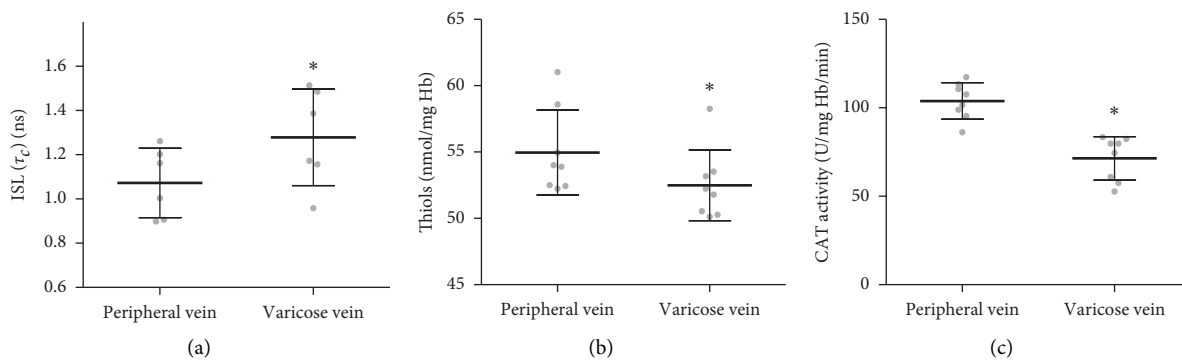 ISL (τc) (ns)
1.6
1.4
1.2
1.0
0.8
0.6
*
Peripheral vein Varicose vein
(a)
Thiols (nmol/mg Hb)
65
60
55
50
45
*
Peripheral vein Varicose vein
(b)
CAT activity (U/mg Hb/min)
150
100
50
0
*
Peripheral vein Varicose vein
(c)